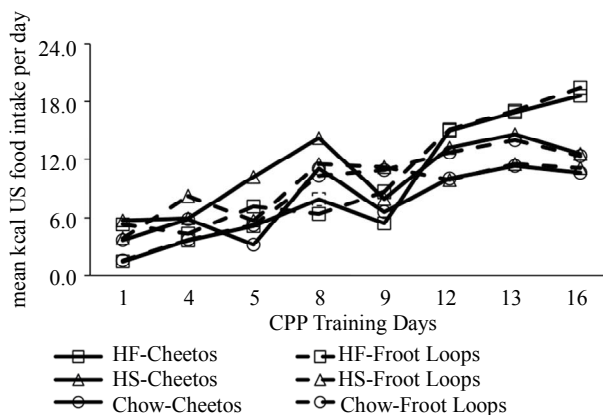 mean kcal US food intake per day
24.0
18.0
12.0
6.0
0.0
1 4 5 8 9 12 13 16
CPP Training Days
HF-Cheetos HF-Froot Loops
HS-Cheetos HS-Froot Loops
Chow-Cheetos Chow-Froot Loops